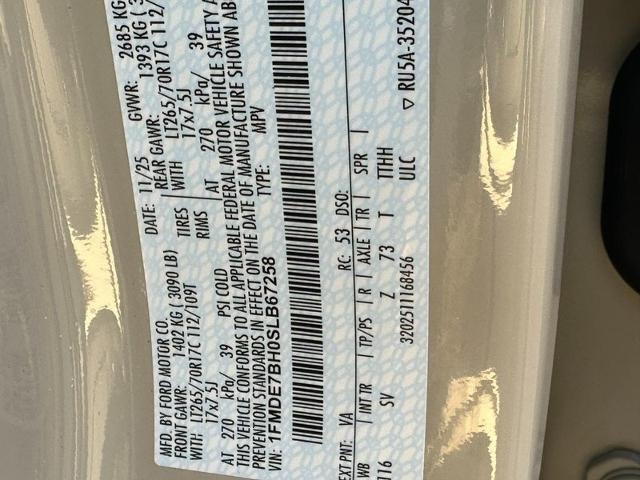 MFD. BY FORD MOTOR CO.
DATE: 11/25 GVWR: 2685 KG
FRONT GAWR: 1402 KG ( 3090 LB) REAR GAWR: 1393 KG ( 3
WITH LT265/70R17C 112/109T TIRES WITH LT265/70R17C 112/
17x7.5J RIMS 17x7.5J
AT 270 kPa/ 39 PSI COLD AT 270 kPa/ 39
THIS VEHICLE CONFORMS TO ALL APPLICABLE FEDERAL MOTOR VEHICLE SAFETY A
PREVENTION STANDARDS IN EFFECT ON THE DATE OF MANUFACTURE SHOWN ABO
VIN: 1FMDE7BH0SLB67258 TYPE: MPV
EXT PNT: VA RC: 53 DSO:
WB INT TR TP/PS R AXLE TR SPR
116 SV Z 73 T TTHH
3202511168456 ULC
RU5A-35204